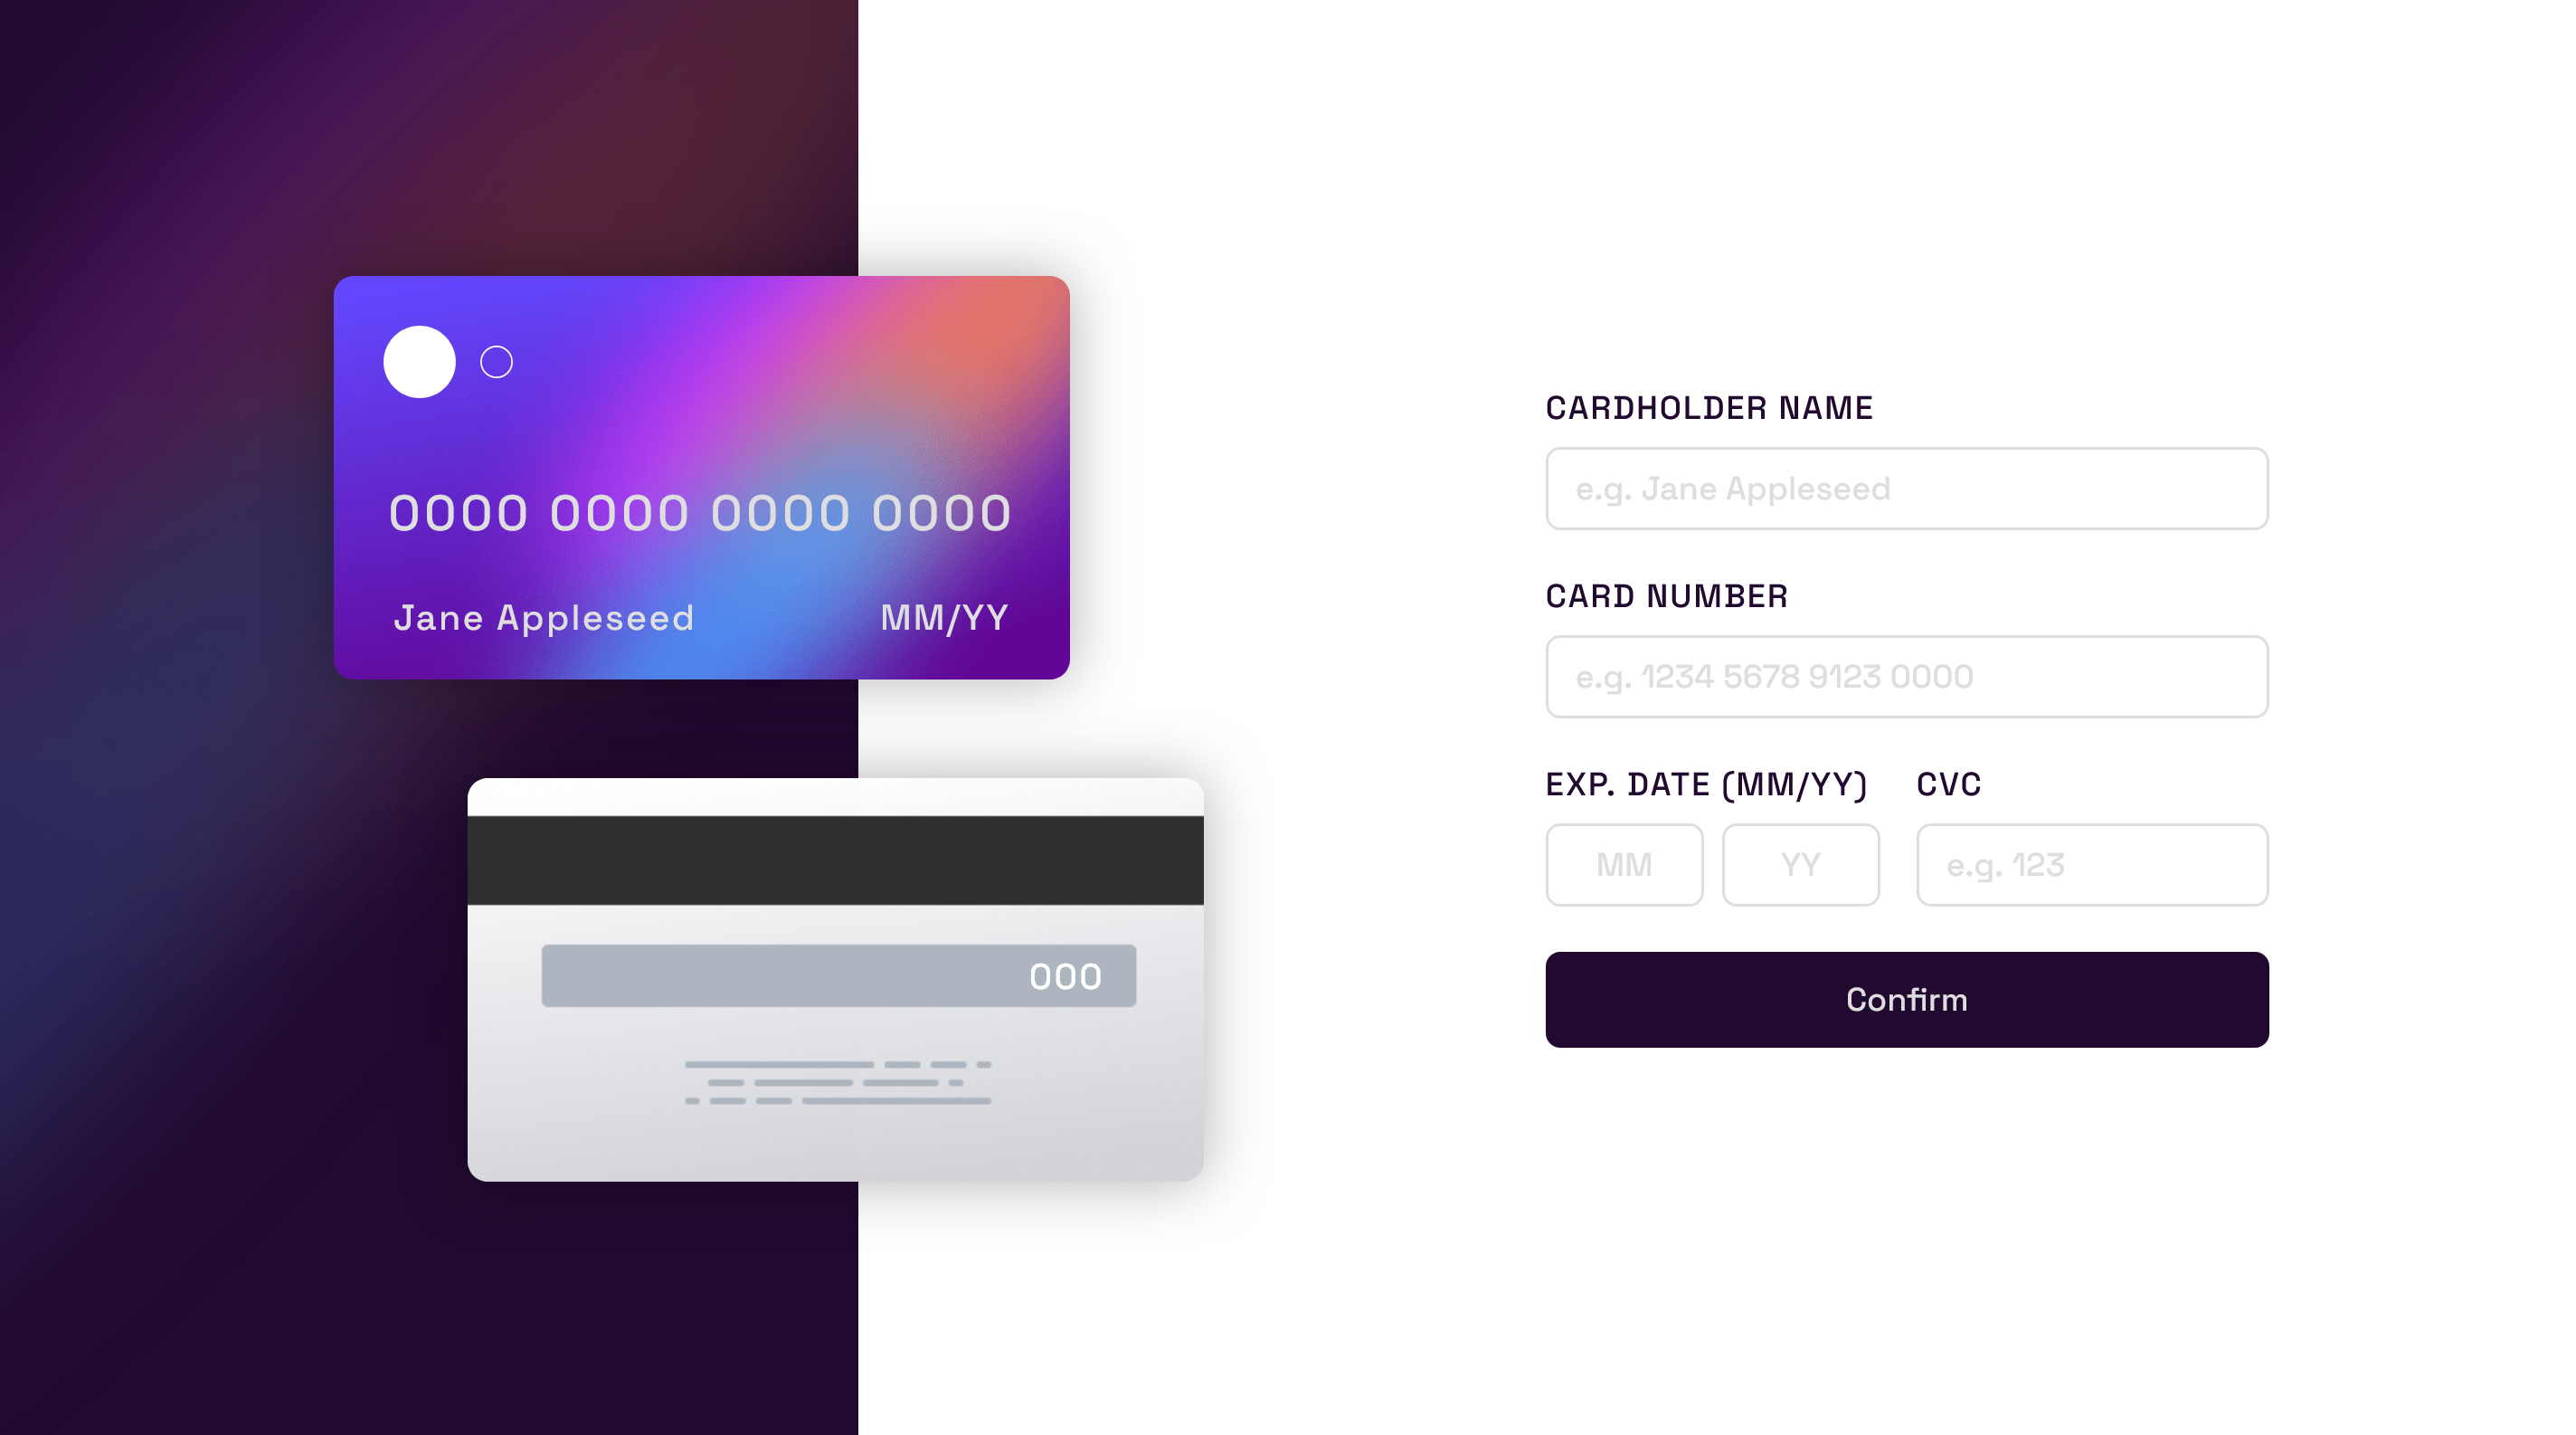 0000 0000 0000 0000
Jane Appleseed MM/YY
000
CARDHOLDER NAME
e.g. Jane Appleseed
CARD NUMBER
e.g. 1234 5678 9123 0000
EXP. DATE (MM/YY) CVC
MM YY e.g. 123
Confirm